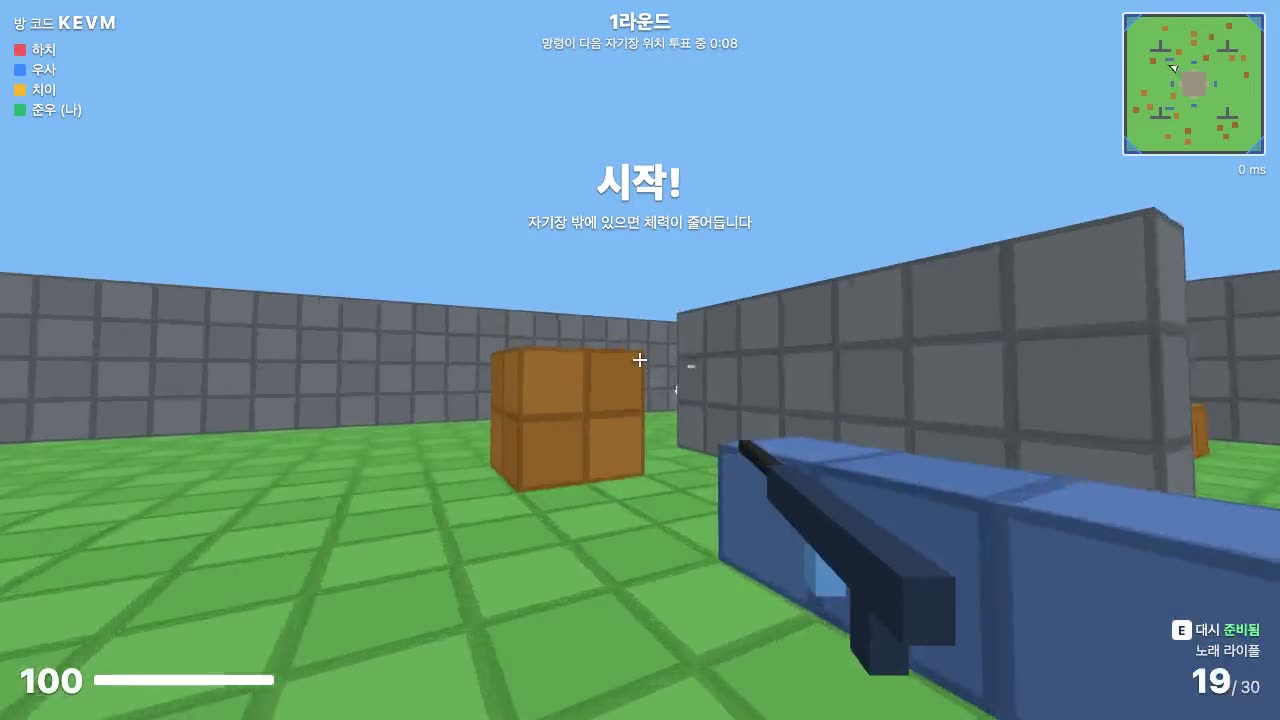 방 코드 KEVM
하치
우사
치이
준우 (나)
1라운드
망령이 다음 자기장 위치 투표 중 0:08
0 ms
시작!
자기장 밖에 있으면 체력이 줄어듭니다
E 대시 준비됨
노래 라이플
19 / 30
100